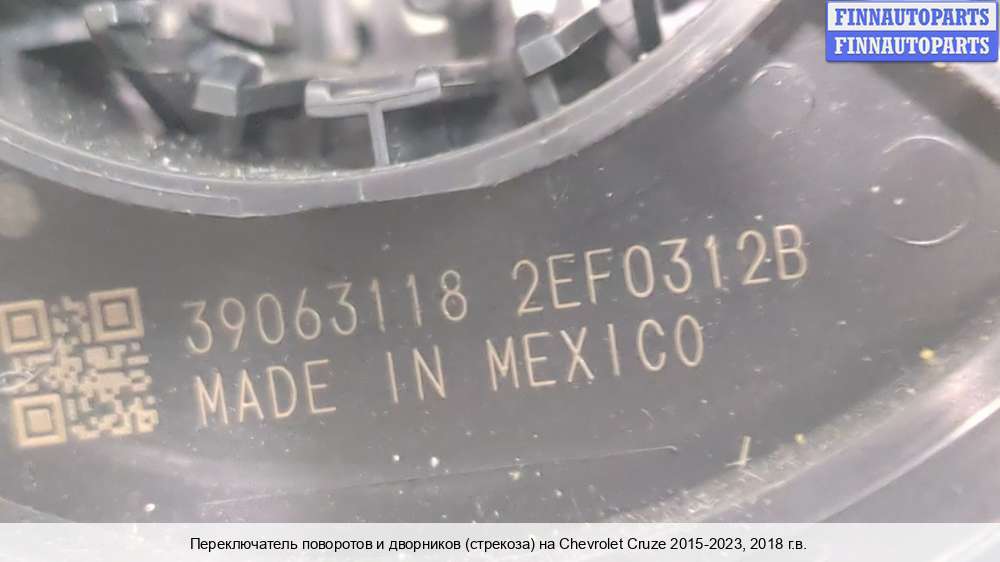 FINNAUTOPARTS
FINNAUTOPARTS
39063118 2EF0312B
MADE IN MEXICO
Переключатель поворотов и дворников (стрекоза) на Chevrolet Cruze 2015-2023, 2018 г.в.